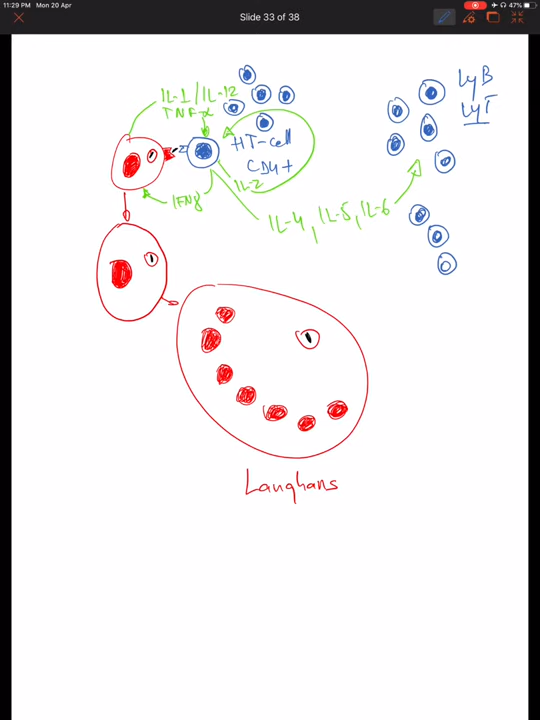 11:29 PM Mon 20 Apr
47%
Slide 33 of 38
IL-1/IL-12
TNF-α
HT-cell
CD4+
IL-2
IFNγ
IL-4, IL-5, IL-6
LyB
LyT
Langhans